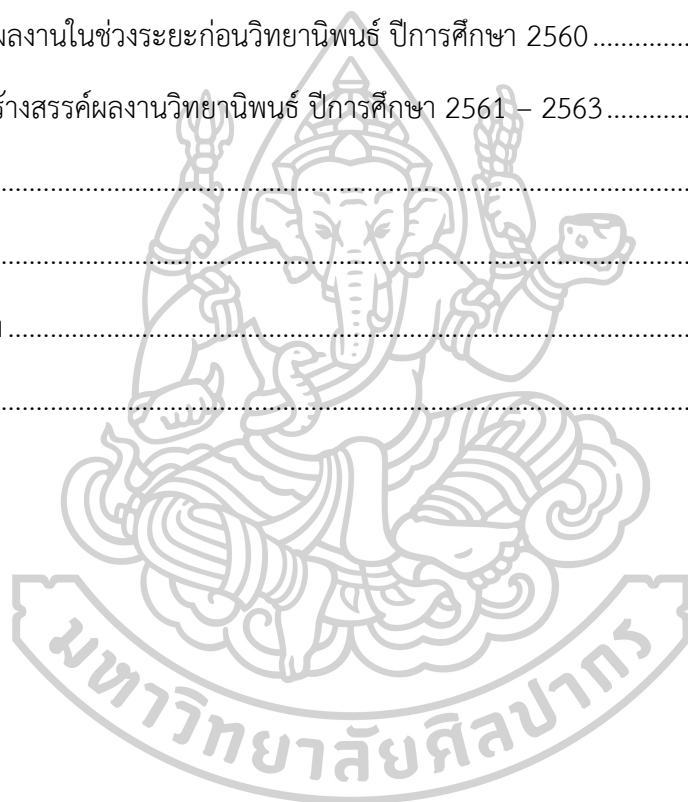 ผลงานในช่วงระยะก่อนวิทยานิพนธ์ ปีการศึกษา 2560
ร้างสรรค์ผลงานวิทยานิพนธ์ ปีการศึกษา 2561 – 2563
มหาวิทยาลัยศิลปากร